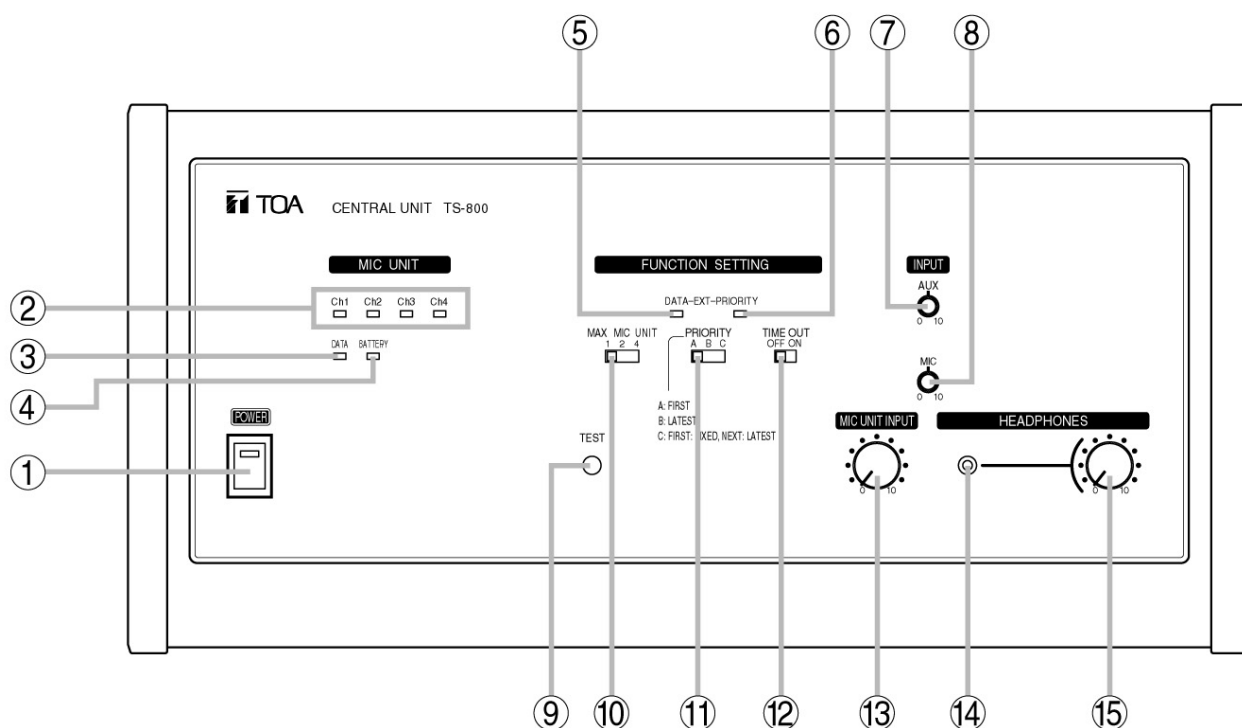 ⑤ ⑥ ⑦ ⑧
TOA CENTRAL UNIT TS-800
MIC UNIT
FUNCTION SETTING
INPUT
②
Ch1 Ch2 Ch3 Ch4
DATA-EXT-PRIORITY
AUX
0 10
③
DATA BATTERY
MAX MIC UNIT
1 2 4
PRIORITY
A B C
TIME OUT
OFF ON
④
MIC
0 10
A: FIRST
B: LATEST
C: FIRST: IXED, NEXT: LATEST
POWER
①
TEST
MIC UNIT INPUT
0 10
HEADPHONES
0 10
⑨ ⑩ ⑪ ⑫ ⑬ ⑭ ⑮